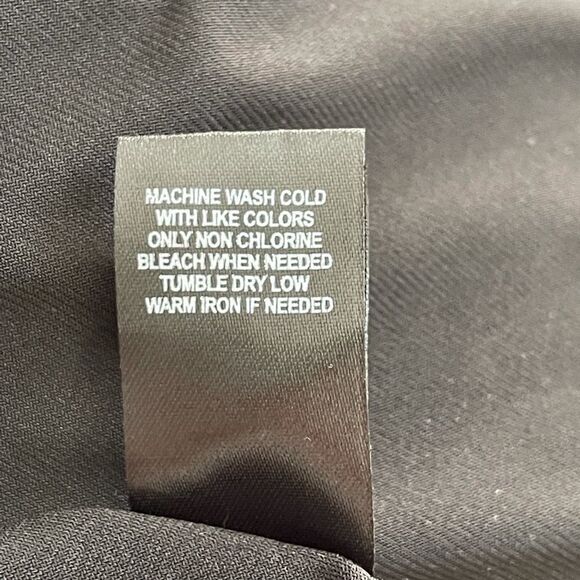 MACHINE WASH COLD
WITH LIKE COLORS
ONLY NON CHLORINE
BLEACH WHEN NEEDED
TUMBLE DRY LOW
WARM IRON IF NEEDED